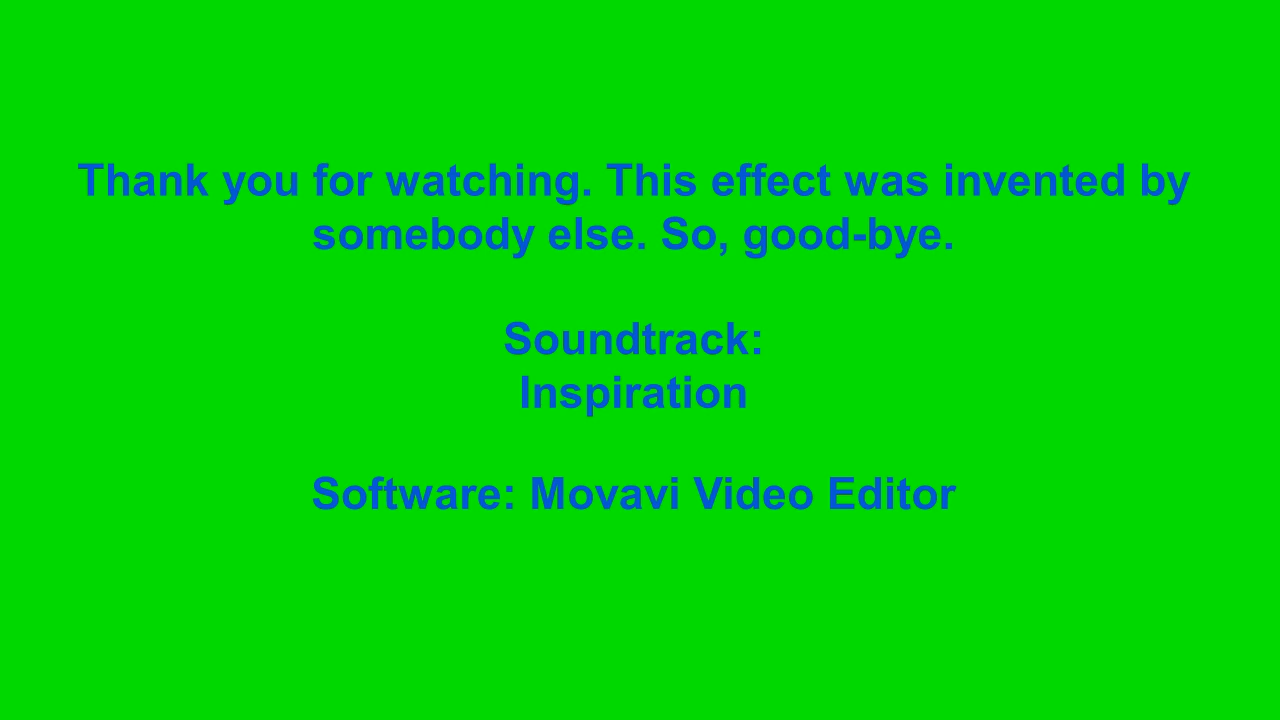 Thank you for watching. This effect was invented by
somebody else. So, good-bye.
Soundtrack:
Inspiration
Software: Movavi Video Editor